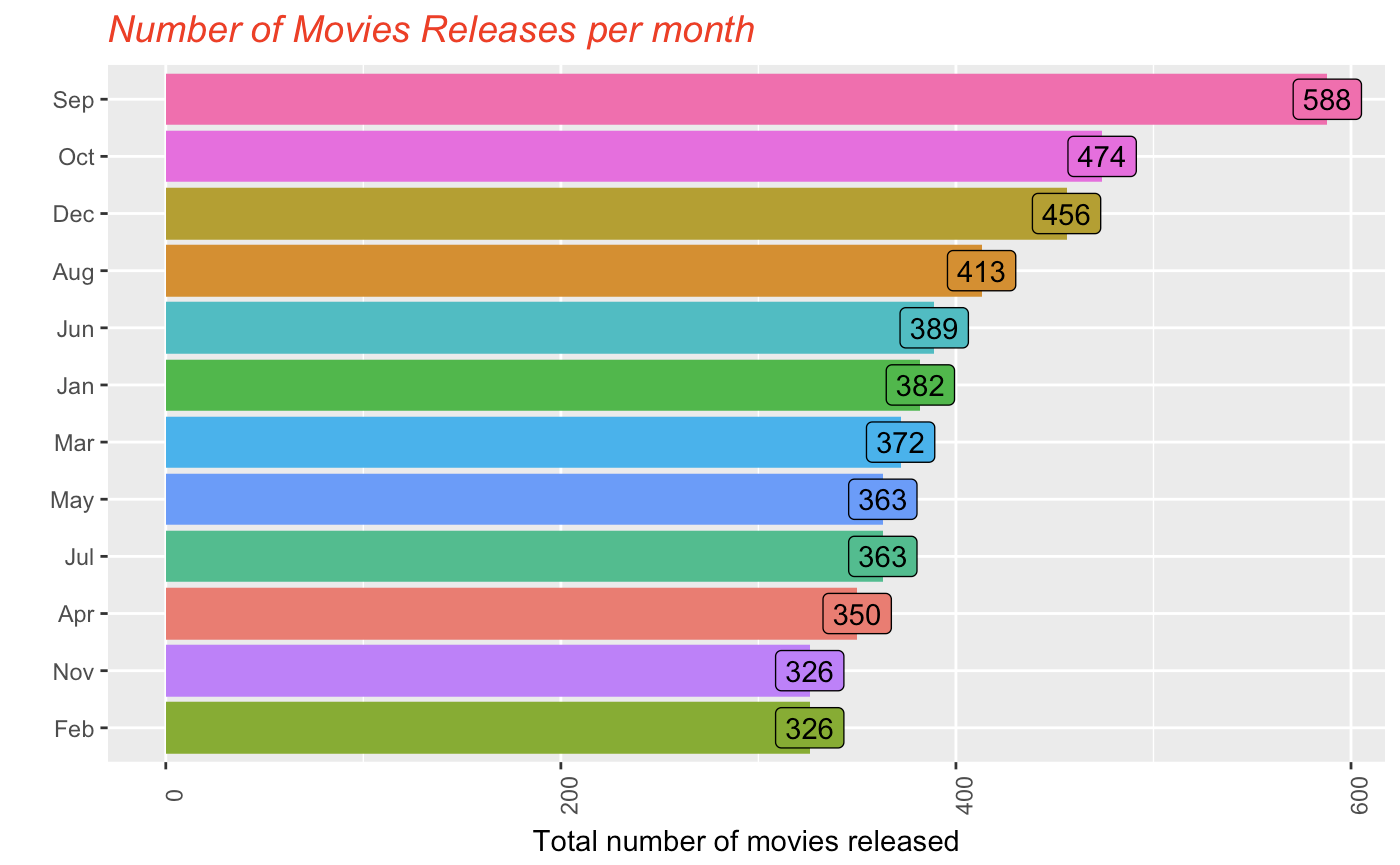 Number of Movies Releases per month
Sep 588
Oct 474
Dec 456
Aug 413
Jun 389
Jan 382
Mar 372
May 363
Jul 363
Apr 350
Nov 326
Feb 326
0 200 400 600
Total number of movies released